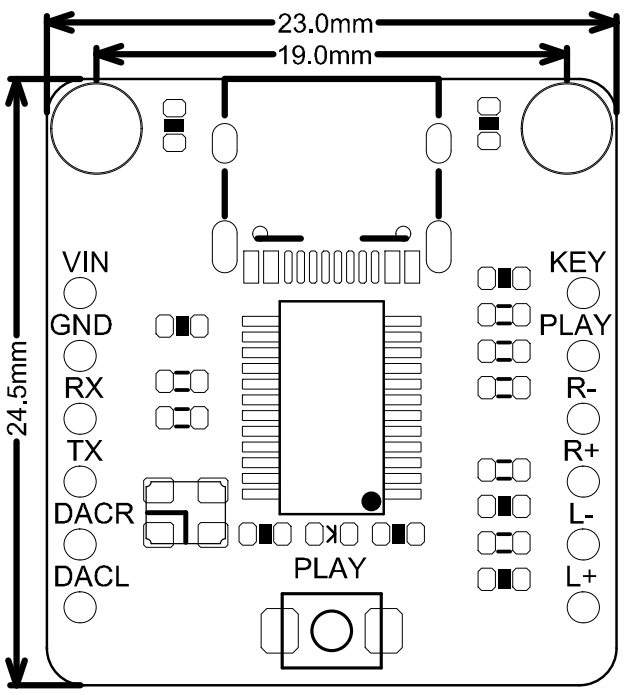 23.0mm
19.0mm
24.5mm
VIN
GND
RX
TX
DACR
DACL
KEY
PLAY
R-
R+
L-
L+
PLAY